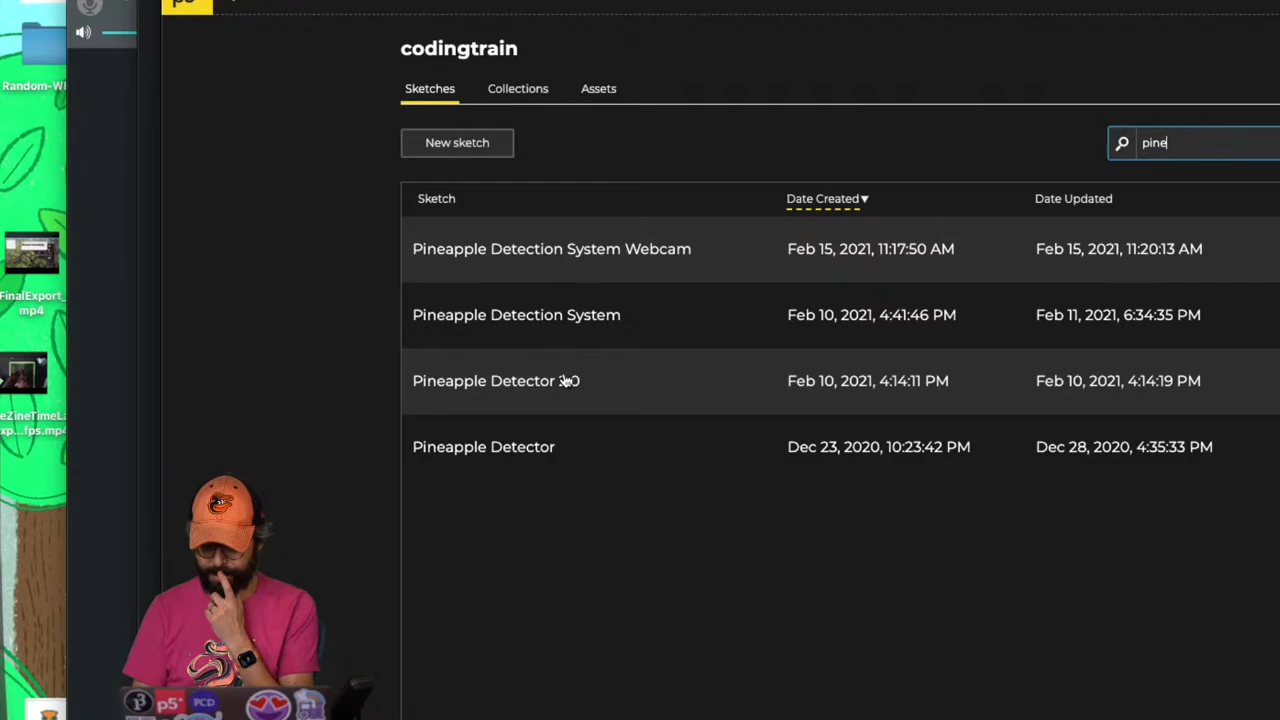 codingtrain
Sketches Collections Assets
New sketch
pine
Sketch Date Created▼ Date Updated
Pineapple Detection System Webcam Feb 15, 2021, 11:17:50 AM Feb 15, 2021, 11:20:13 AM
Pineapple Detection System Feb 10, 2021, 4:41:46 PM Feb 11, 2021, 6:34:35 PM
Pineapple Detector Feb 10, 2021, 4:14:11 PM Feb 10, 2021, 4:14:19 PM
Pineapple Detector Dec 23, 2020, 10:23:42 PM Dec 28, 2020, 4:35:33 PM
FinalExport_
mp4
fps.mp4
p5*
PCD